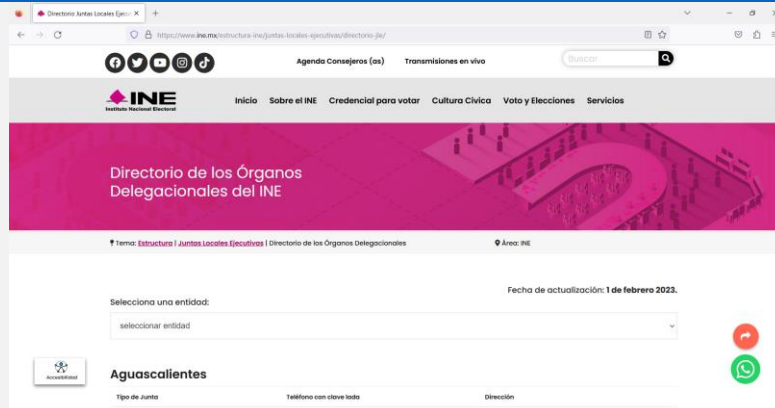 Directorio Juntas Locales Ejecu
https://www.ine.mx/estructura-ine/juntas-locales-ejecutivas/directorio-jle/
Agenda Consejeros (as) Transmisiones en vivo Buscar
INE
Instituto Nacional Electoral
Inicio Sobre el INE Credencial para votar Cultura Cívica Voto y Elecciones Servicios
Directorio de los Órganos
Delegacionales del INE
Tema: Estructura | Juntas Locales Ejecutivas | Directorio de los Órganos Delegacionales Área: INE
Fecha de actualización: 1 de febrero 2023.
Selecciona una entidad:
seleccionar entidad
Accesibilidad
Aguascalientes
Tipo de Junta Teléfono con clave lada Dirección